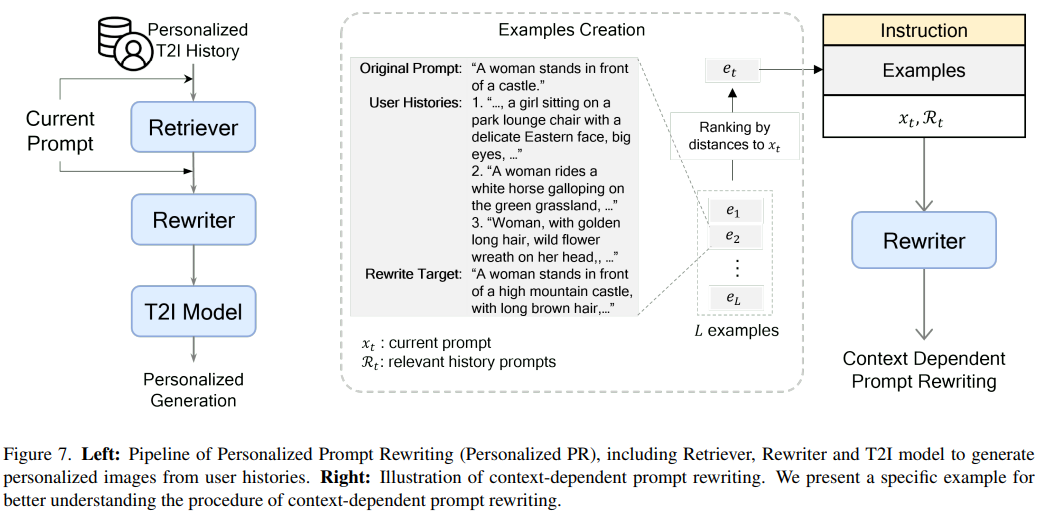 Personalized
T2I History
Current
Prompt
Retriever
Rewriter
T2I Model
Personalized
Generation
Examples Creation
Original Prompt: “A woman stands in front
of a castle.”
User Histories: 1. “…, a girl sitting on a
park lounge chair with a
delicate Eastern face, big
eyes, …”
2. “A woman rides a
white horse galloping on
the green grassland, …”
3. “Woman, with golden
long hair, wild flower
wreath on her head,, …”
Rewrite Target: “A woman stands in front
of a high mountain castle,
with long brown hair,…”
x_t : current prompt
ℛ_t: relevant history prompts
e_t
Ranking by
distances to x_t
e_1
e_2
⋮
e_L
L examples
Instruction
Examples
x_t, ℛ_t
Rewriter
Context Dependent
Prompt Rewriting
Figure 7. Left: Pipeline of Personalized Prompt Rewriting (Personalized PR), including Retriever, Rewriter and T2I model to generate
personalized images from user histories. Right: Illustration of context-dependent prompt rewriting. We present a specific example for
better understanding the procedure of context-dependent prompt rewriting.